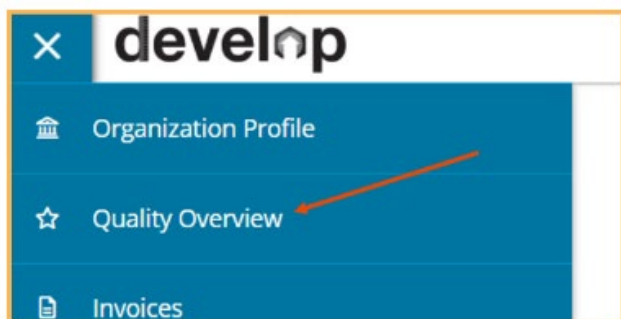 develop
Organization Profile
Quality Overview
Invoices